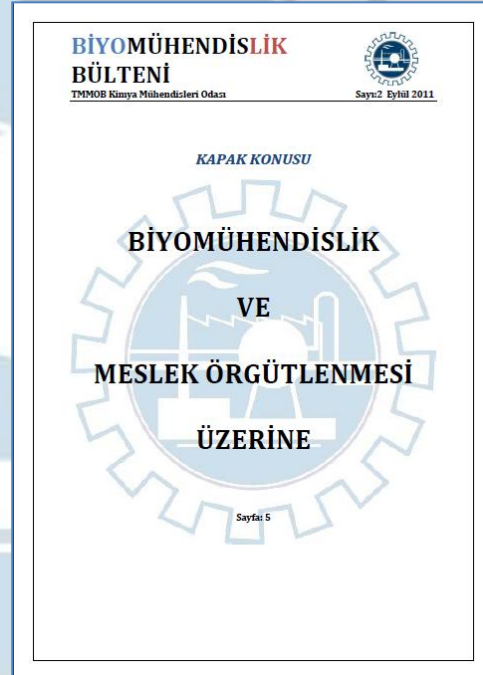 BİYOMÜHENDİSLİK
BÜLTENİ
TMMOB Kimya Mühendisleri Odası Sayı:2 Eylül 2011
KAPAK KONUSU
BİYOMÜHENDİSLİK
VE
MESLEK ÖRGÜTLENMESİ
ÜZERİNE
Sayfa: 5